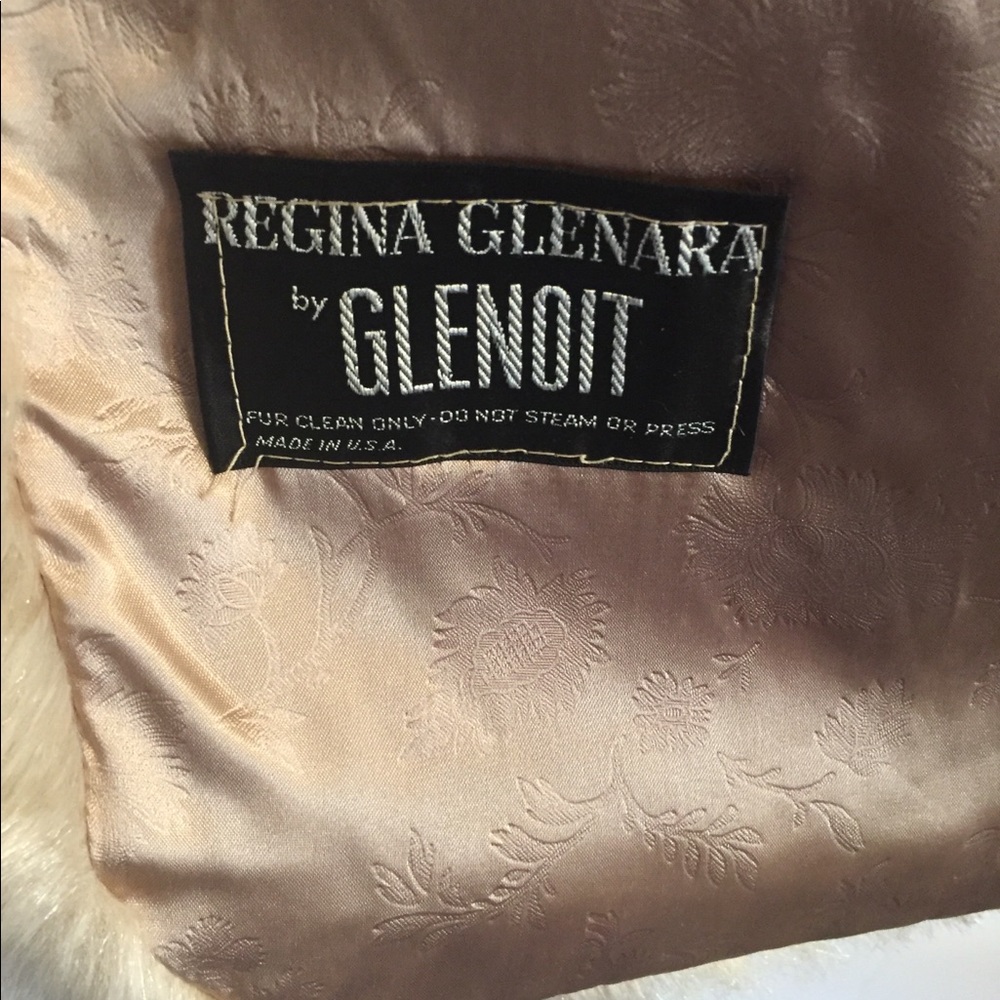 REGINA GLENARA
by GLENOIT
FUR CLEAN ONLY-DO NOT STEAM OR PRESS
MADE IN U.S.A.